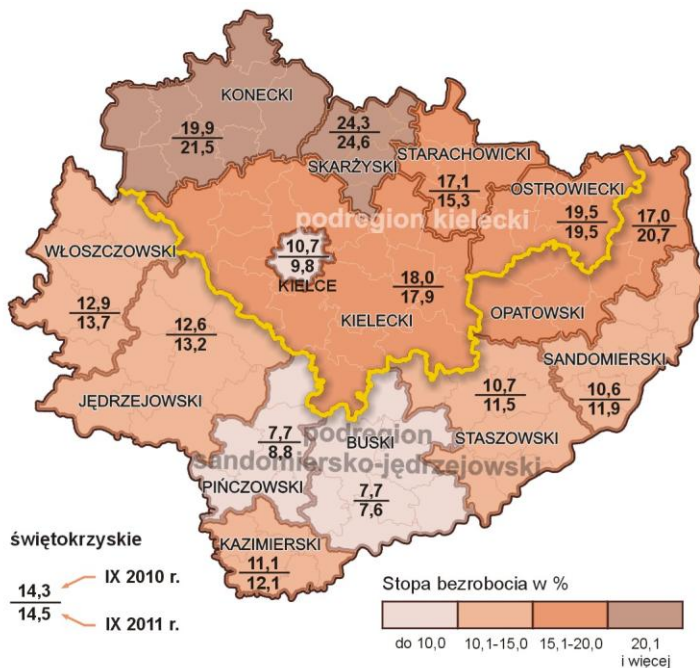 KONECKI
19,9
21,5
24,3
24,6
SKARŻYSKI
STARACHOWICKI
17,1
15,3
OSTROWIECKI
19,5
19,5
17,0
20,7
podregion kielecki
WŁOSZCZOWSKI
12,9
13,7
10,7
9,8
KIELCE
18,0
17,9
KIELECKI
OPATOWSKI
12,6
13,2
JĘDRZEJOWSKI
SANDOMIERSKI
10,6
11,9
10,7
11,5
STASZOWSKI
7,7
8,8
PIŃCZOWSKI
podregion
sandomiersko-jędrzejowski
BUSKI
7,7
7,6
KAZIMIERSKI
11,1
12,1
świętokrzyskie
14,3 IX 2010 r.
14,5 IX 2011 r.
Stopa bezrobocia w %
do 10,0 10,1-15,0 15,1-20,0 20,1
i więcej